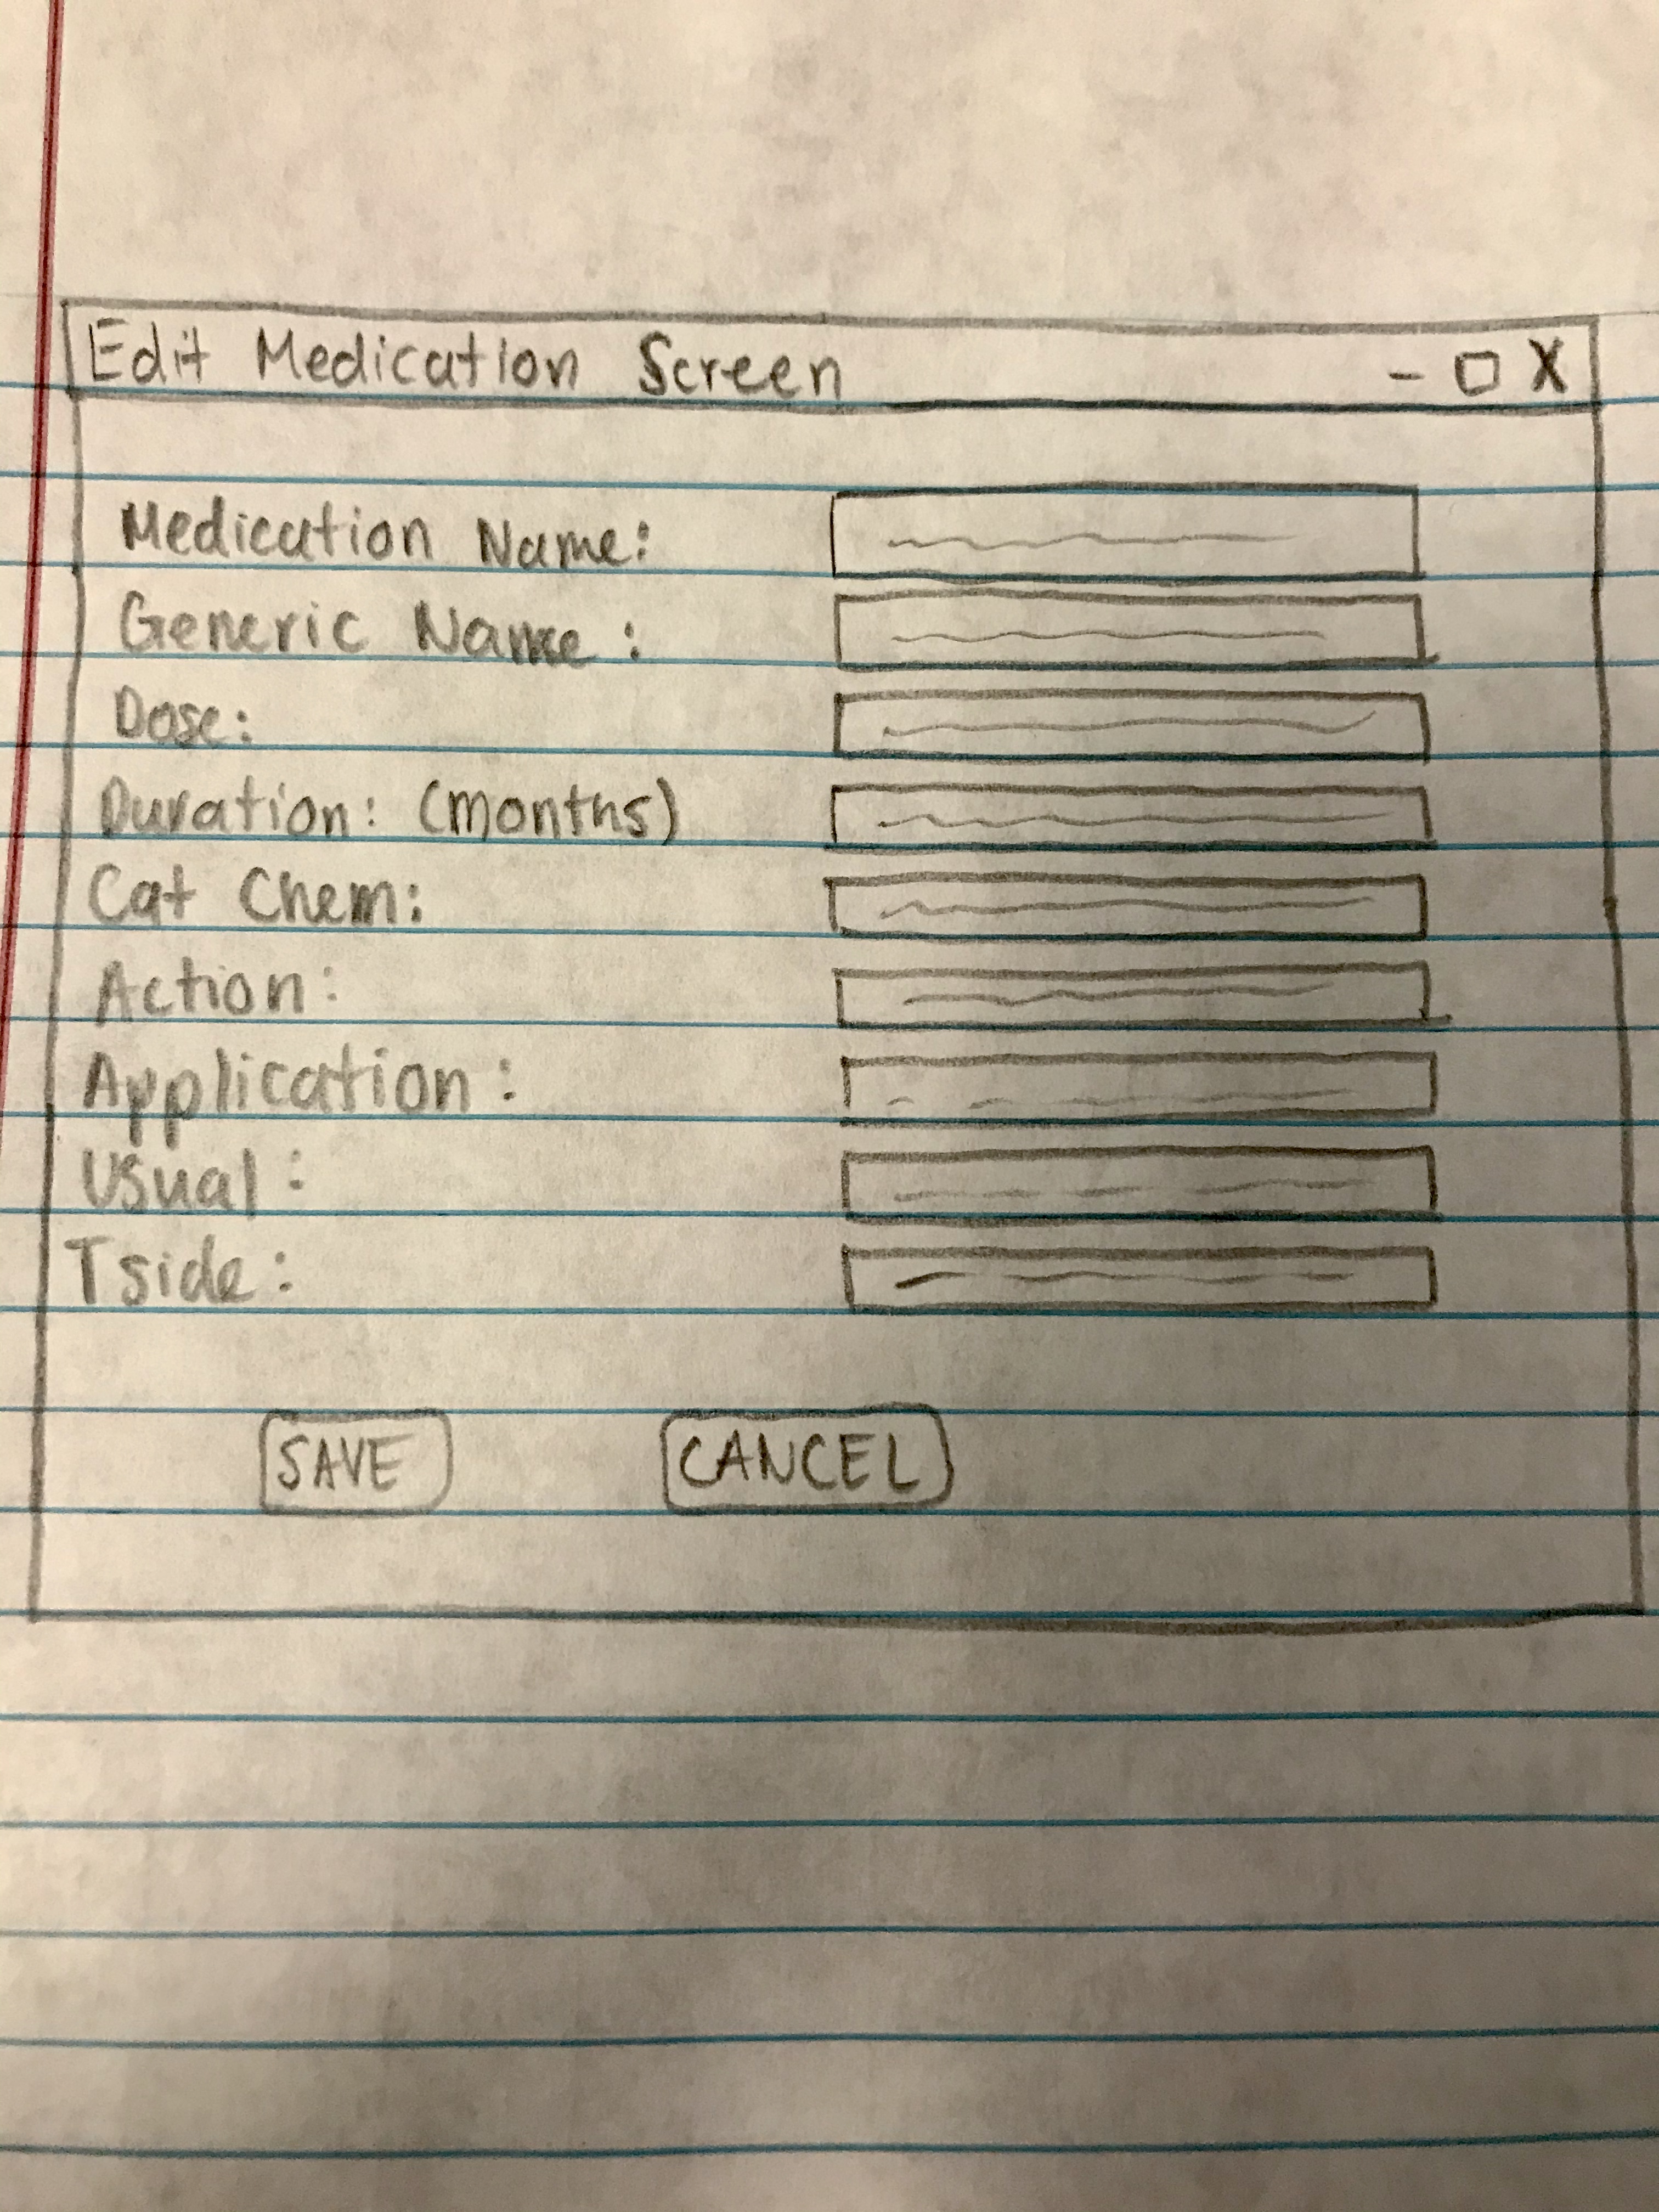 Edit Medication Screen - □ X
Medication Name:
Generic Name:
Dose:
Duration: (months)
Cat Chem:
Action:
Application:
Usual:
Tside:
SAVE CANCEL